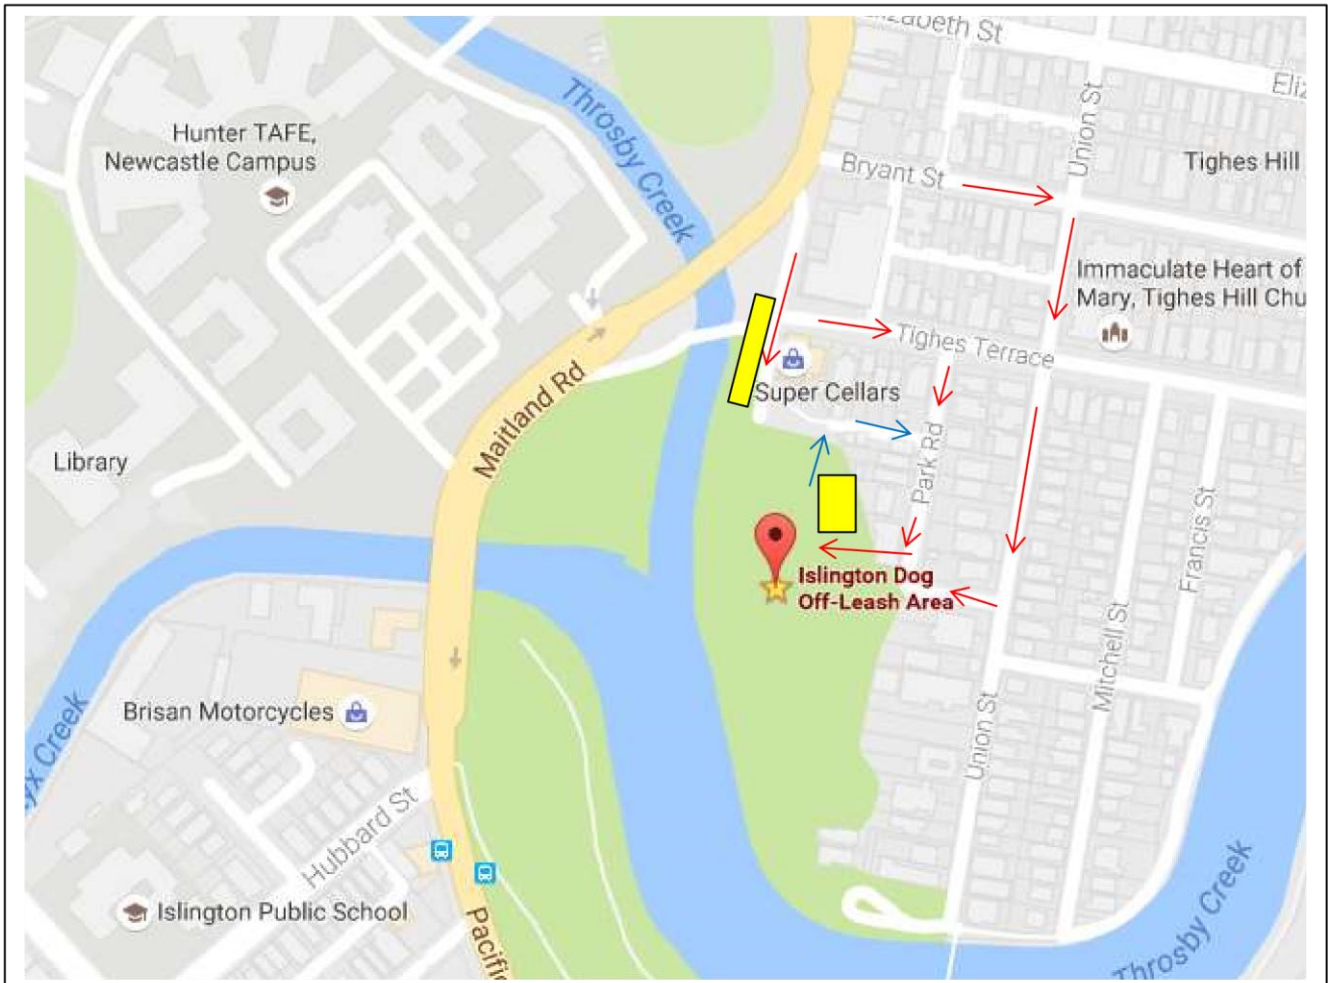 Elizabeth St
Eliz
Throsby Creek
Hunter TAFE,
Newcastle Campus
Union St
Bryant St
Tighes Hill
Immaculate Heart of
Mary, Tighes Hill Chu
Tighes Terrace
Super Cellars
Maitland Rd
Park Rd
Library
Francis St
Islington Dog
Off-Leash Area
Mitchell St
Brisan Motorcycles
yx Creek
Union St
Hubbard St
Islington Public School
Pacific
Throsby Creek